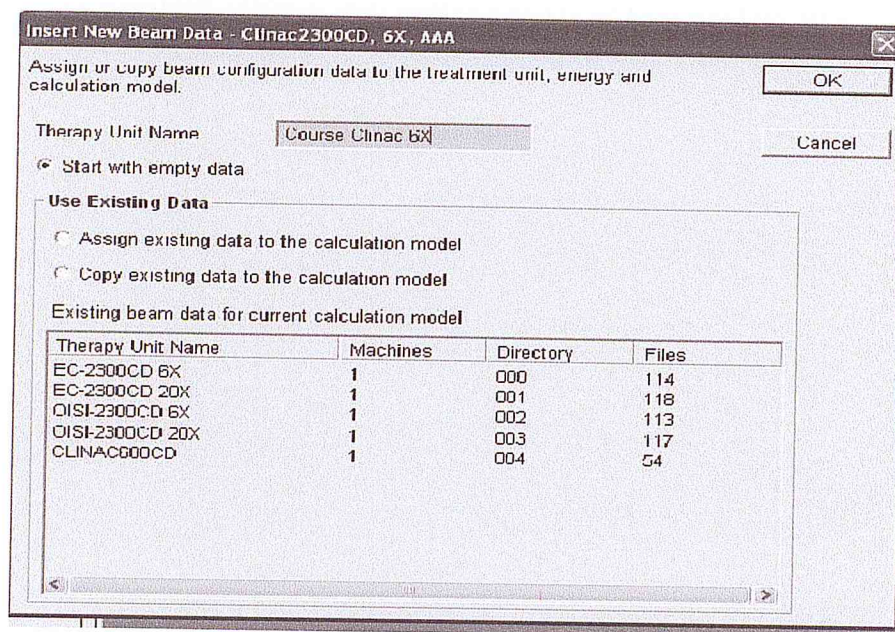 Insert New Beam Data - Clinac2300CD, 6X, AAA
Assign or copy beam configuration data to the treatment unit, energy and
calculation model.
OK
Therapy Unit Name
Course Clinac 6X
Cancel
Start with empty data
Use Existing Data
Assign existing data to the calculation model
Copy existing data to the calculation model
Existing beam data for current calculation model
Therapy Unit Name Machines Directory Files
EC-2300CD 6X 1 000 114
EC-2300CD 20X 1 001 118
OISI-2300CD 6X 1 002 113
OISI-2300CD 20X 1 003 117
CLINAC600CD 1 004 54